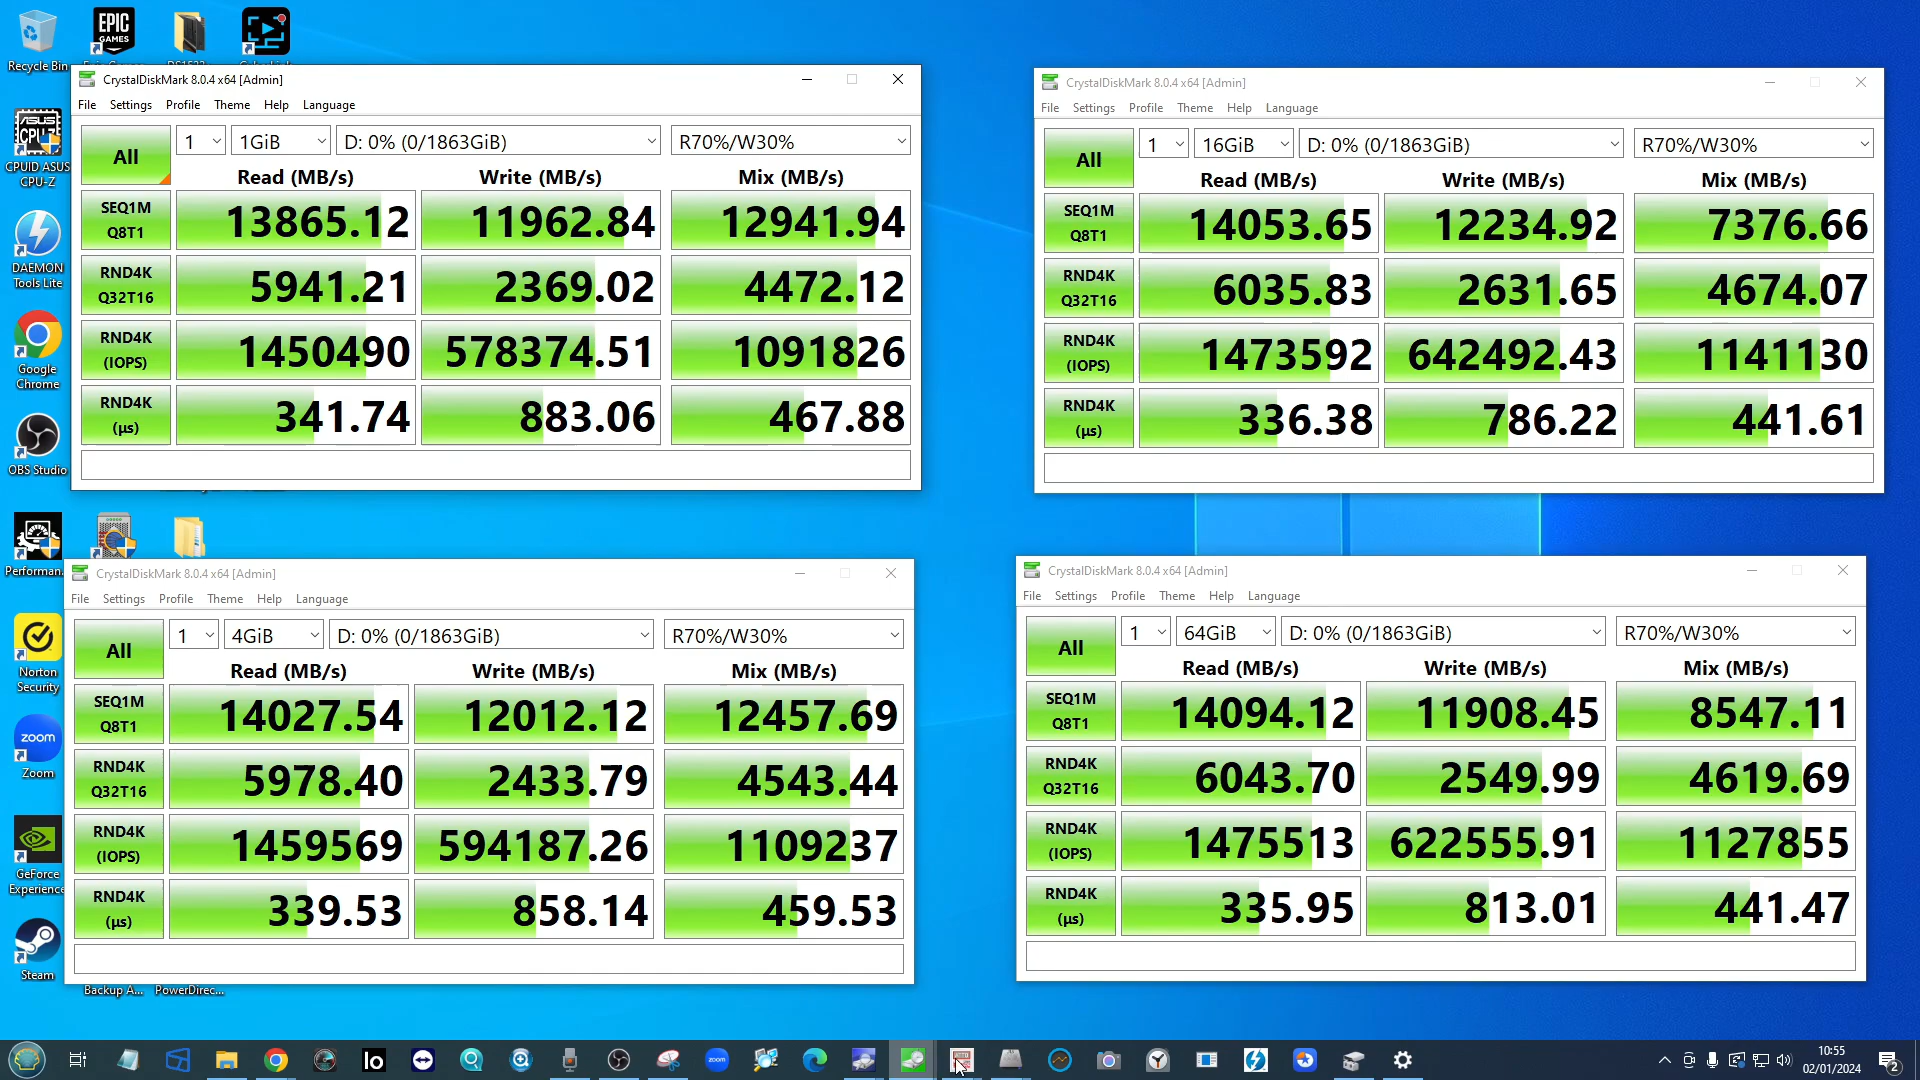 EPIC
GAMES
Recycle Bin
CrystalDiskMark 8.0.4 x64 [Admin]
File Settings Profile Theme Help Language
All 1 1GiB D: 0% (0/1863GiB) R70%/W30%
Read (MB/s) Write (MB/s) Mix (MB/s)
SEQ1M
Q8T1 13865.12 11962.84 12941.94
RND4K
Q32T16 5941.21 2369.02 4472.12
RND4K
(IOPS) 1450490 578374.51 1091826
RND4K
(µs) 341.74 883.06 467.88
CrystalDiskMark 8.0.4 x64 [Admin]
File Settings Profile Theme Help Language
All 1 16GiB D: 0% (0/1863GiB) R70%/W30%
Read (MB/s) Write (MB/s) Mix (MB/s)
SEQ1M
Q8T1 14053.65 12234.92 7376.66
RND4K
Q32T16 6035.83 2631.65 4674.07
RND4K
(IOPS) 1473592 642492.43 1141130
RND4K
(µs) 336.38 786.22 441.61
ASUS
CPU-Z
CPUID ASUS
CPU-Z
DAEMON
Tools Lite
Google
Chrome
OBS Studio
Performan...
Norton
Security
zoom
Zoom
GeForce
Experience
Steam
CrystalDiskMark 8.0.4 x64 [Admin]
File Settings Profile Theme Help Language
All 1 4GiB D: 0% (0/1863GiB) R70%/W30%
Read (MB/s) Write (MB/s) Mix (MB/s)
SEQ1M
Q8T1 14027.54 12012.12 12457.69
RND4K
Q32T16 5978.40 2433.79 4543.44
RND4K
(IOPS) 1459569 594187.26 1109237
RND4K
(µs) 339.53 858.14 459.53
CrystalDiskMark 8.0.4 x64 [Admin]
File Settings Profile Theme Help Language
All 1 64GiB D: 0% (0/1863GiB) R70%/W30%
Read (MB/s) Write (MB/s) Mix (MB/s)
SEQ1M
Q8T1 14094.12 11908.45 8547.11
RND4K
Q32T16 6043.70 2549.99 4619.69
RND4K
(IOPS) 1475513 622555.91 1127855
RND4K
(µs) 335.95 813.01 441.47
Backup A... PowerDirec...
Io
zoom
10:55
02/01/2024
2